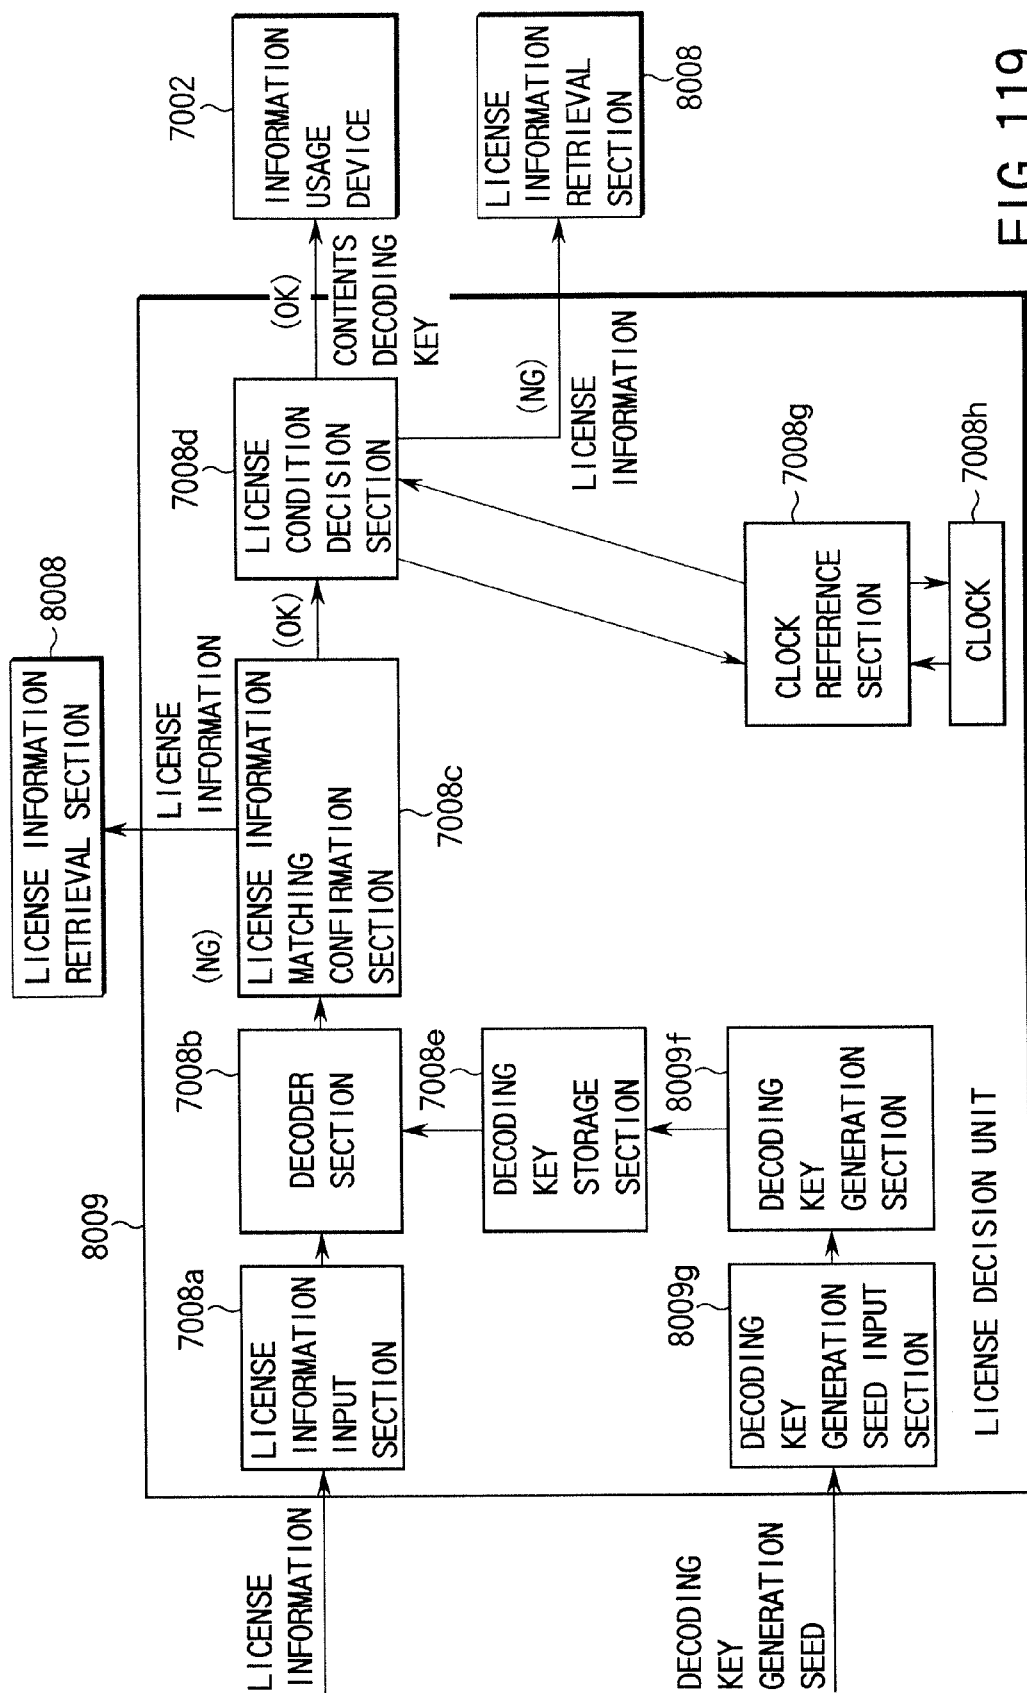 8008
LICENSE INFORMATION
RETRIEVAL SECTION
8009
(NG)
LICENSE
INFORMATION
7008a
LICENSE
INFORMATION
INPUT
SECTION
7008b
DECODER
SECTION
LICENSE INFORMATION
MATCHING
CONFIRMATION
SECTION
7008c
(OK)
7008d
LICENSE
CONDITION
DECISION
SECTION
(OK)
CONTENTS
DECODING
KEY
7002
INFORMATION
USAGE
DEVICE
LICENSE
INFORMATION
7008e
DECODING
KEY
STORAGE
SECTION
(NG)
LICENSE
INFORMATION
LICENSE
INFORMATION
RETRIEVAL
SECTION
8008
DECODING
KEY
GENERATION
SEED
8009g
DECODING
KEY
GENERATION
SEED INPUT
SECTION
8009f
DECODING
KEY
GENERATION
SECTION
7008g
CLOCK
REFERENCE
SECTION
7008h
CLOCK
LICENSE DECISION UNIT
FIG. 119